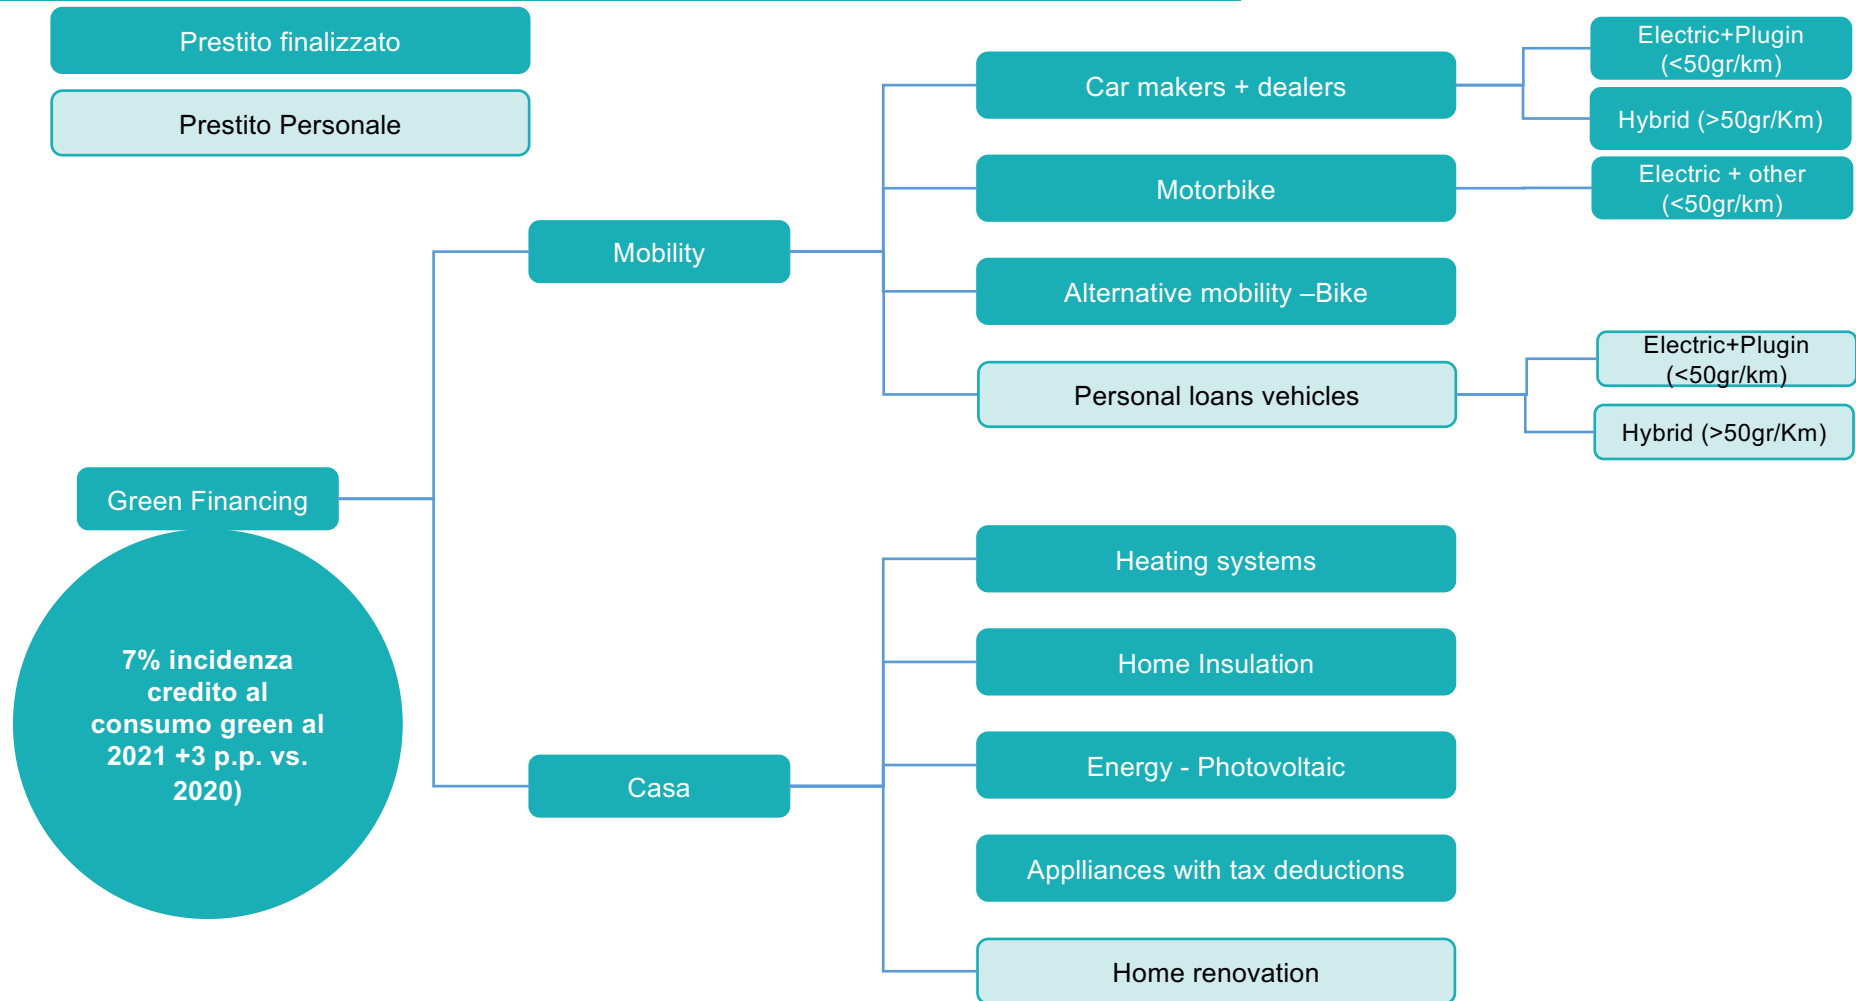 Prestito finalizzato
Prestito Personale
Car makers + dealers
Electric+Plugin
(<50gr/km)
Hybrid (>50gr/Km)
Motorbike
Electric + other
(<50gr/km)
Mobility
Alternative mobility –Bike
Personal loans vehicles
Electric+Plugin
(<50gr/km)
Hybrid (>50gr/Km)
Green Financing
7% incidenza
credito al
consumo green al
2021 +3 p.p. vs.
2020)
Casa
Heating systems
Home Insulation
Energy - Photovoltaic
Applliances with tax deductions
Home renovation